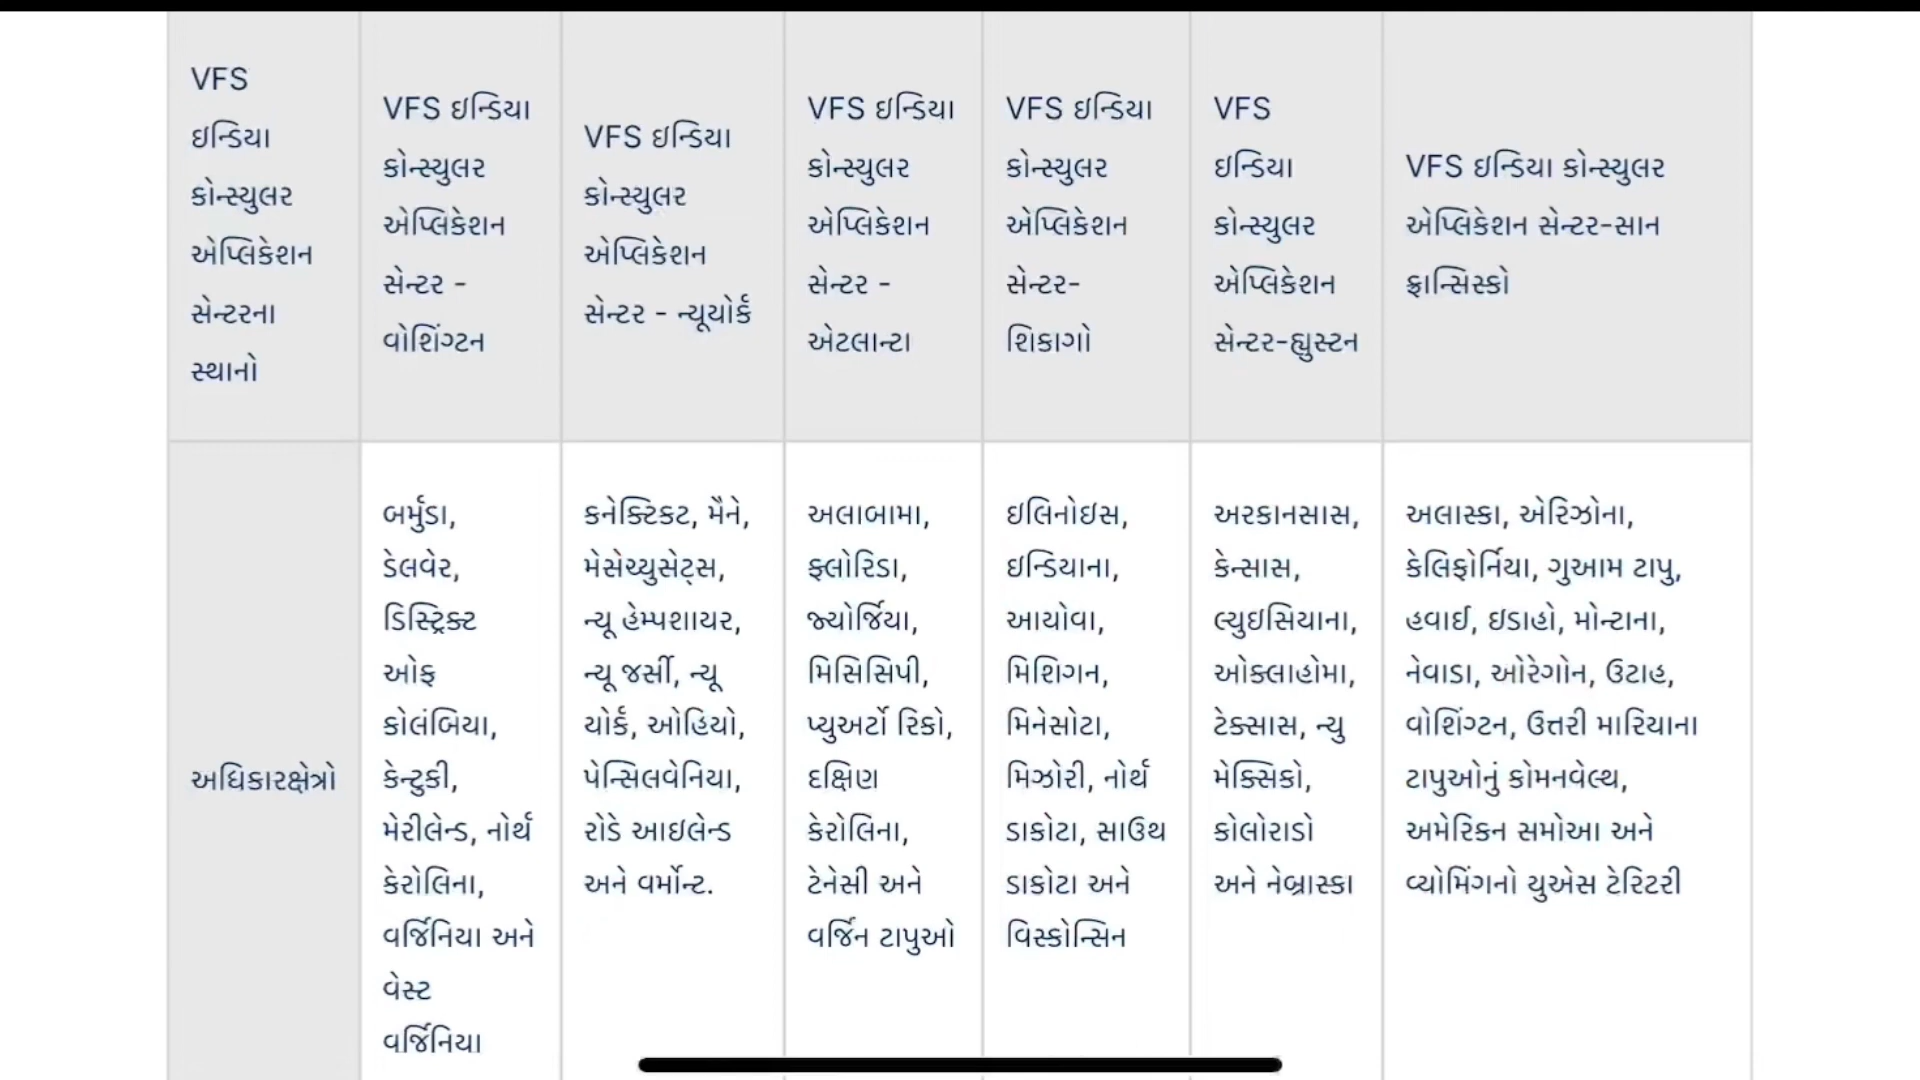 VFS
ઇન્ડિયા
કોન્સ્યુલર
એપ્લિકેશન
સેન્ટરના
સ્થાનો
VFS ઇન્ડિયા
કોન્સ્યુલર
એપ્લિકેશન
સેન્ટર -
વોશિંગ્ટન
VFS ઇન્ડિયા
કોન્સ્યુલર
એપ્લિકેશન
સેન્ટર - ન્યૂયોર્ક
VFS ઇન્ડિયા
કોન્સ્યુલર
એપ્લિકેશન
સેન્ટર -
એટલાન્ટા
VFS ઇન્ડિયા
કોન્સ્યુલર
એપ્લિકેશન
સેન્ટર-
શિકાગો
VFS
ઇન્ડિયા
કોન્સ્યુલર
એપ્લિકેશન
સેન્ટર-હ્યુસ્ટન
VFS ઇન્ડિયા કોન્સ્યુલર
એપ્લિકેશન સેન્ટર-સાન
ફ્રાન્સિસ્કો
અધિકારક્ષેત્રો
બર્મુડા,
ડેલવેર,
ડિસ્ટ્રિક્ટ
ઓફ
કોલંબિયા,
કેન્ટુકી,
મેરીલેન્ડ, નોર્થ
કેરોલિના,
વર્જિનિયા અને
વેસ્ટ
વર્જિનિયા
કનેક્ટિકટ, મૈને,
મેસેચ્યુસેટ્સ,
ન્યૂ હેમ્પશાયર,
ન્યૂ જર્સી, ન્યૂ
યોર્ક, ઓહિયો,
પેન્સિલવેનિયા,
રોડે આઇલેન્ડ
અને વર્મોન્ટ.
અલાબામા,
ફ્લોરિડા,
જ્યોર્જિયા,
મિસિસિપી,
પ્યુઅર્ટો રિકો,
દક્ષિણ
કેરોલિના,
ટેનેસી અને
વર્જિન ટાપુઓ
ઇલિનોઇસ,
ઇન્ડિયાના,
આયોવા,
મિશિગન,
મિનેસોટા,
મિઝોરી, નોર્થ
ડાકોટા, સાઉથ
ડાકોટા અને
વિસ્કોન્સિન
અરકાનસાસ,
કેન્સાસ,
લ્યુઇસિયાના,
ઓક્લાહોમા,
ટેક્સાસ, ન્યુ
મેક્સિકો,
કોલોરાડો
અને નેબ્રાસ્કા
અલાસ્કા, એરિઝોના,
કેલિફોર્નિયા, ગુઆમ ટાપુ,
હવાઈ, ઇડાહો, મોન્ટાના,
નેવાડા, ઓરેગોન, ઉટાહ,
વોશિંગ્ટન, ઉત્તરી મારિયાના
ટાપુઓનું કોમનવેલ્થ,
અમેરિકન સમોઆ અને
વ્યોમિંગનો યુએસ ટેરિટરી